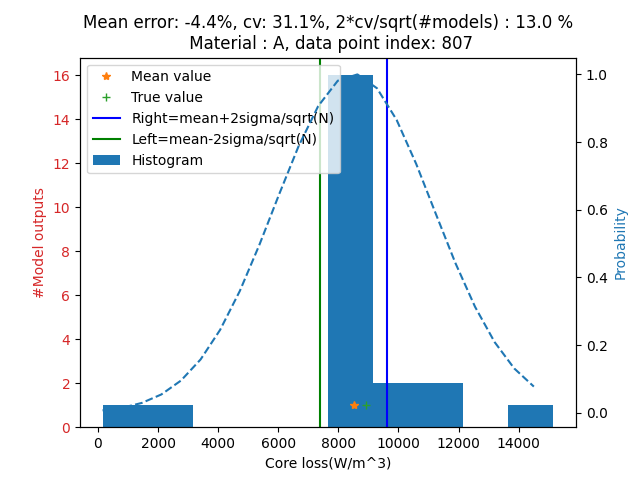 Mean error: -4.4%, cv: 31.1%, 2*cv/sqrt(#models) : 13.0 %
Material : A, data point index: 807
Mean value
True value
Right=mean+2sigma/sqrt(N)
Left=mean-2sigma/sqrt(N)
Histogram
#Model outputs
16
14
12
10
8
6
4
2
0
1.0
0.8
0.6
0.4
0.2
0.0
Probability
0
2000
4000
6000
8000
10000
12000
14000
Core loss(W/m^3)